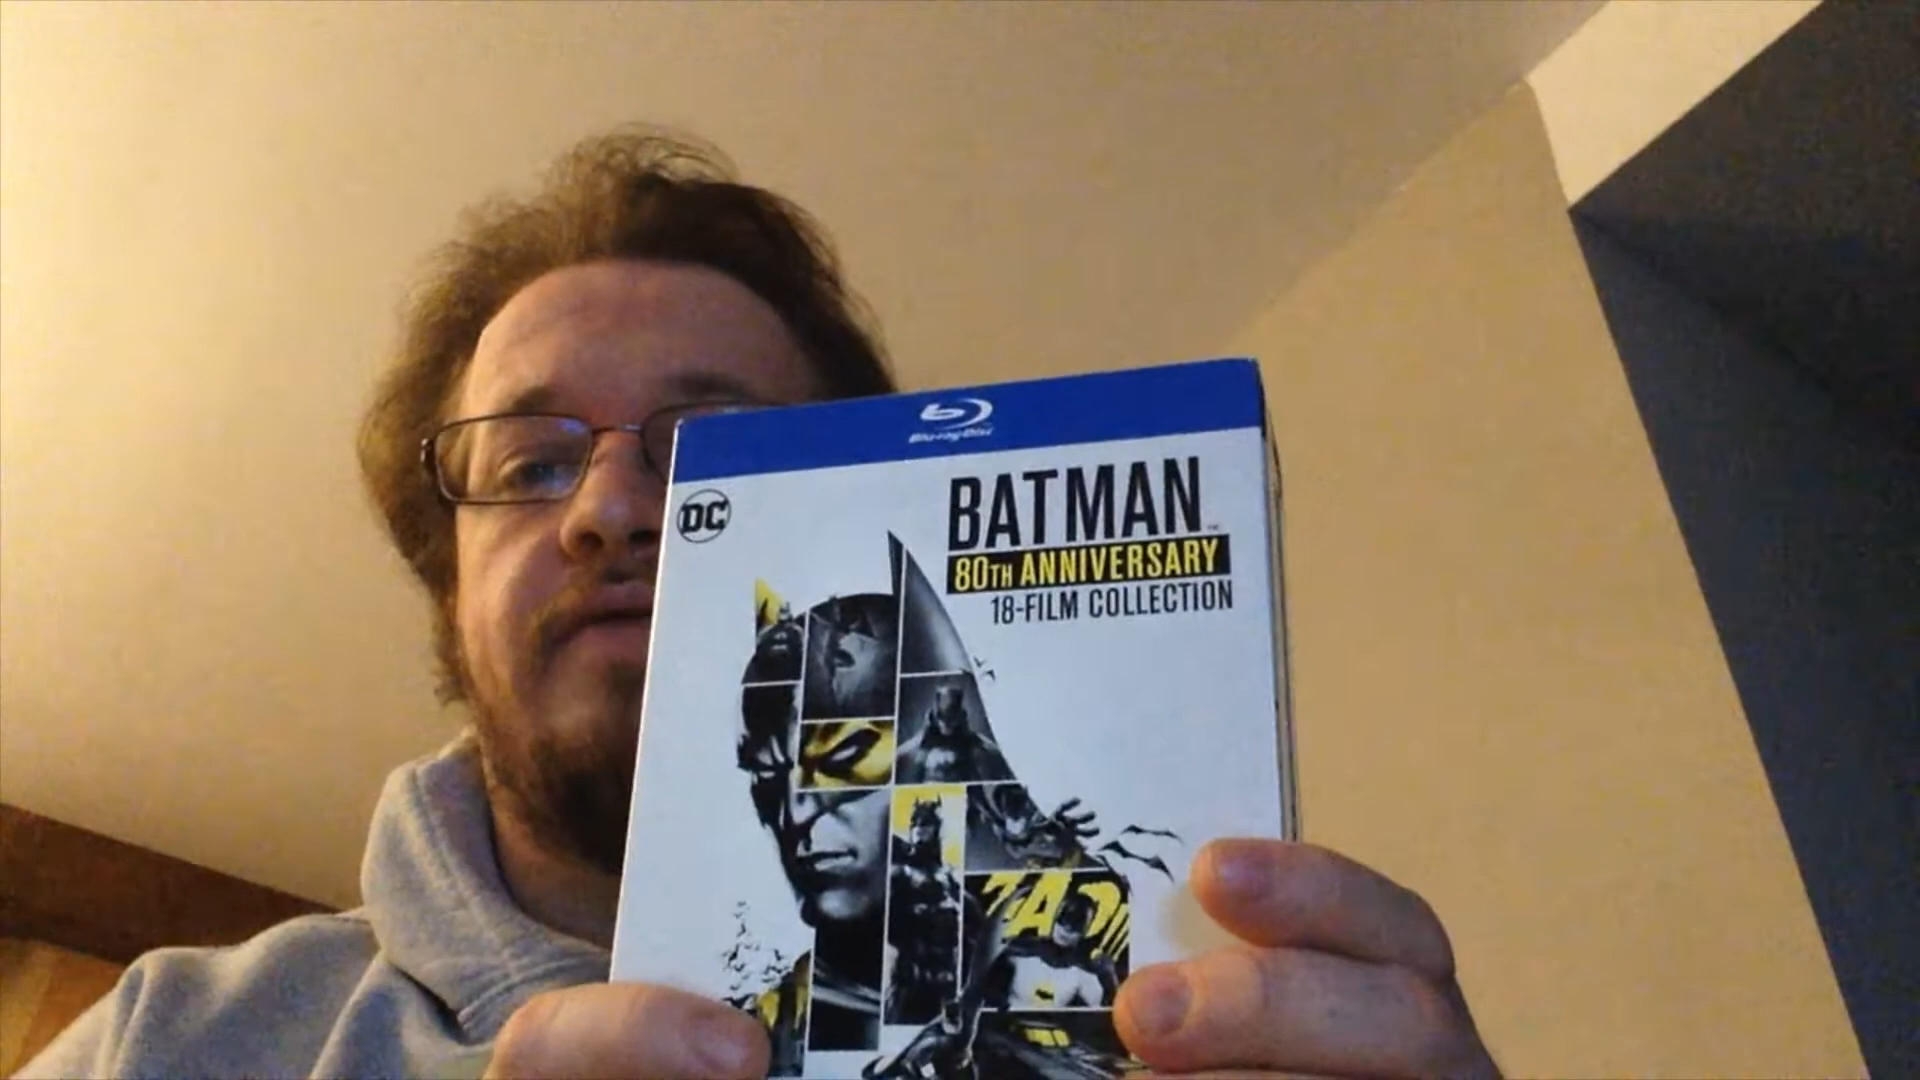 Blu-ray Disc
DC
BATMAN
80TH ANNIVERSARY
18-FILM COLLECTION